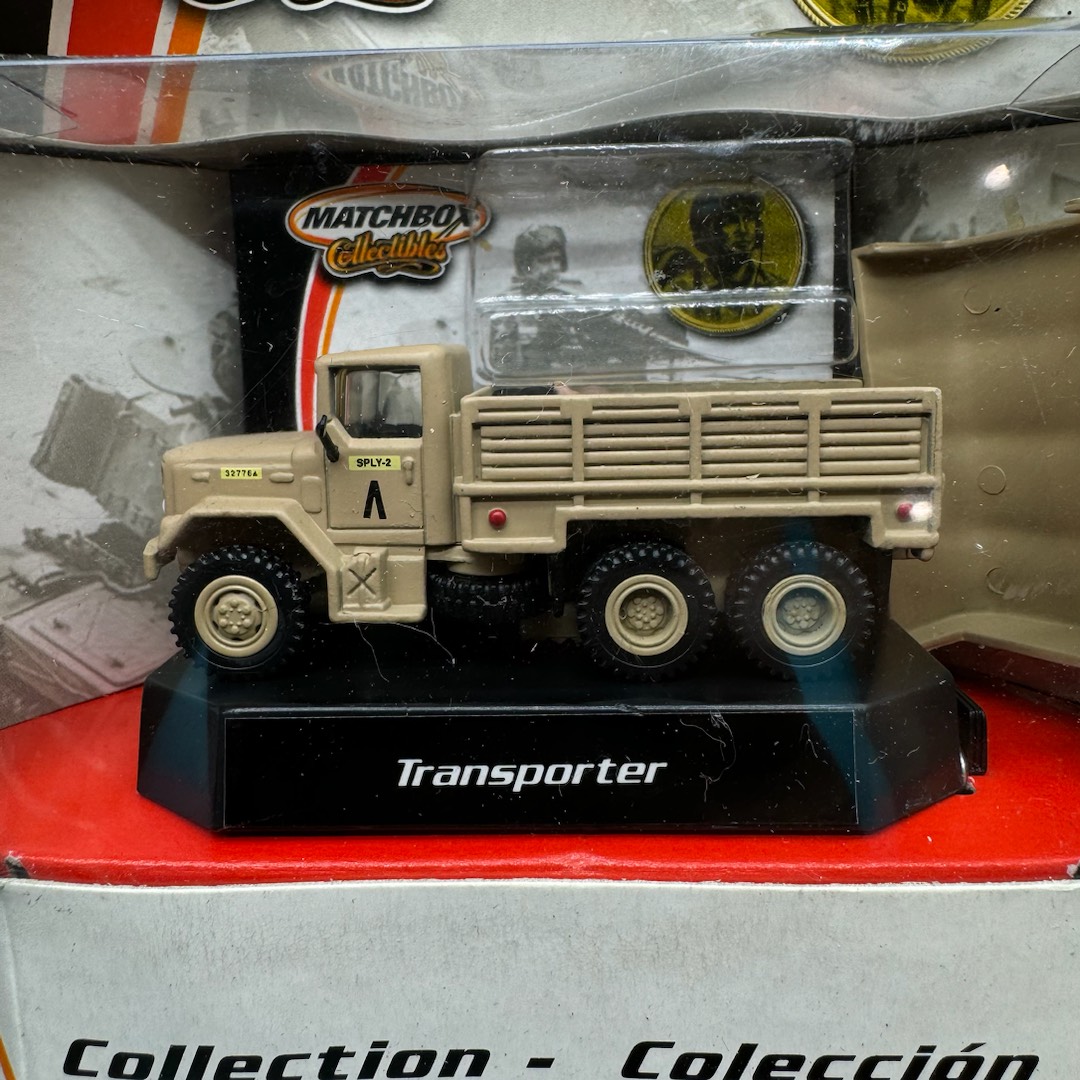 MATCHBOX
Collectibles
SPLY-2
32776A
Λ
Transporter
Collection - Colección